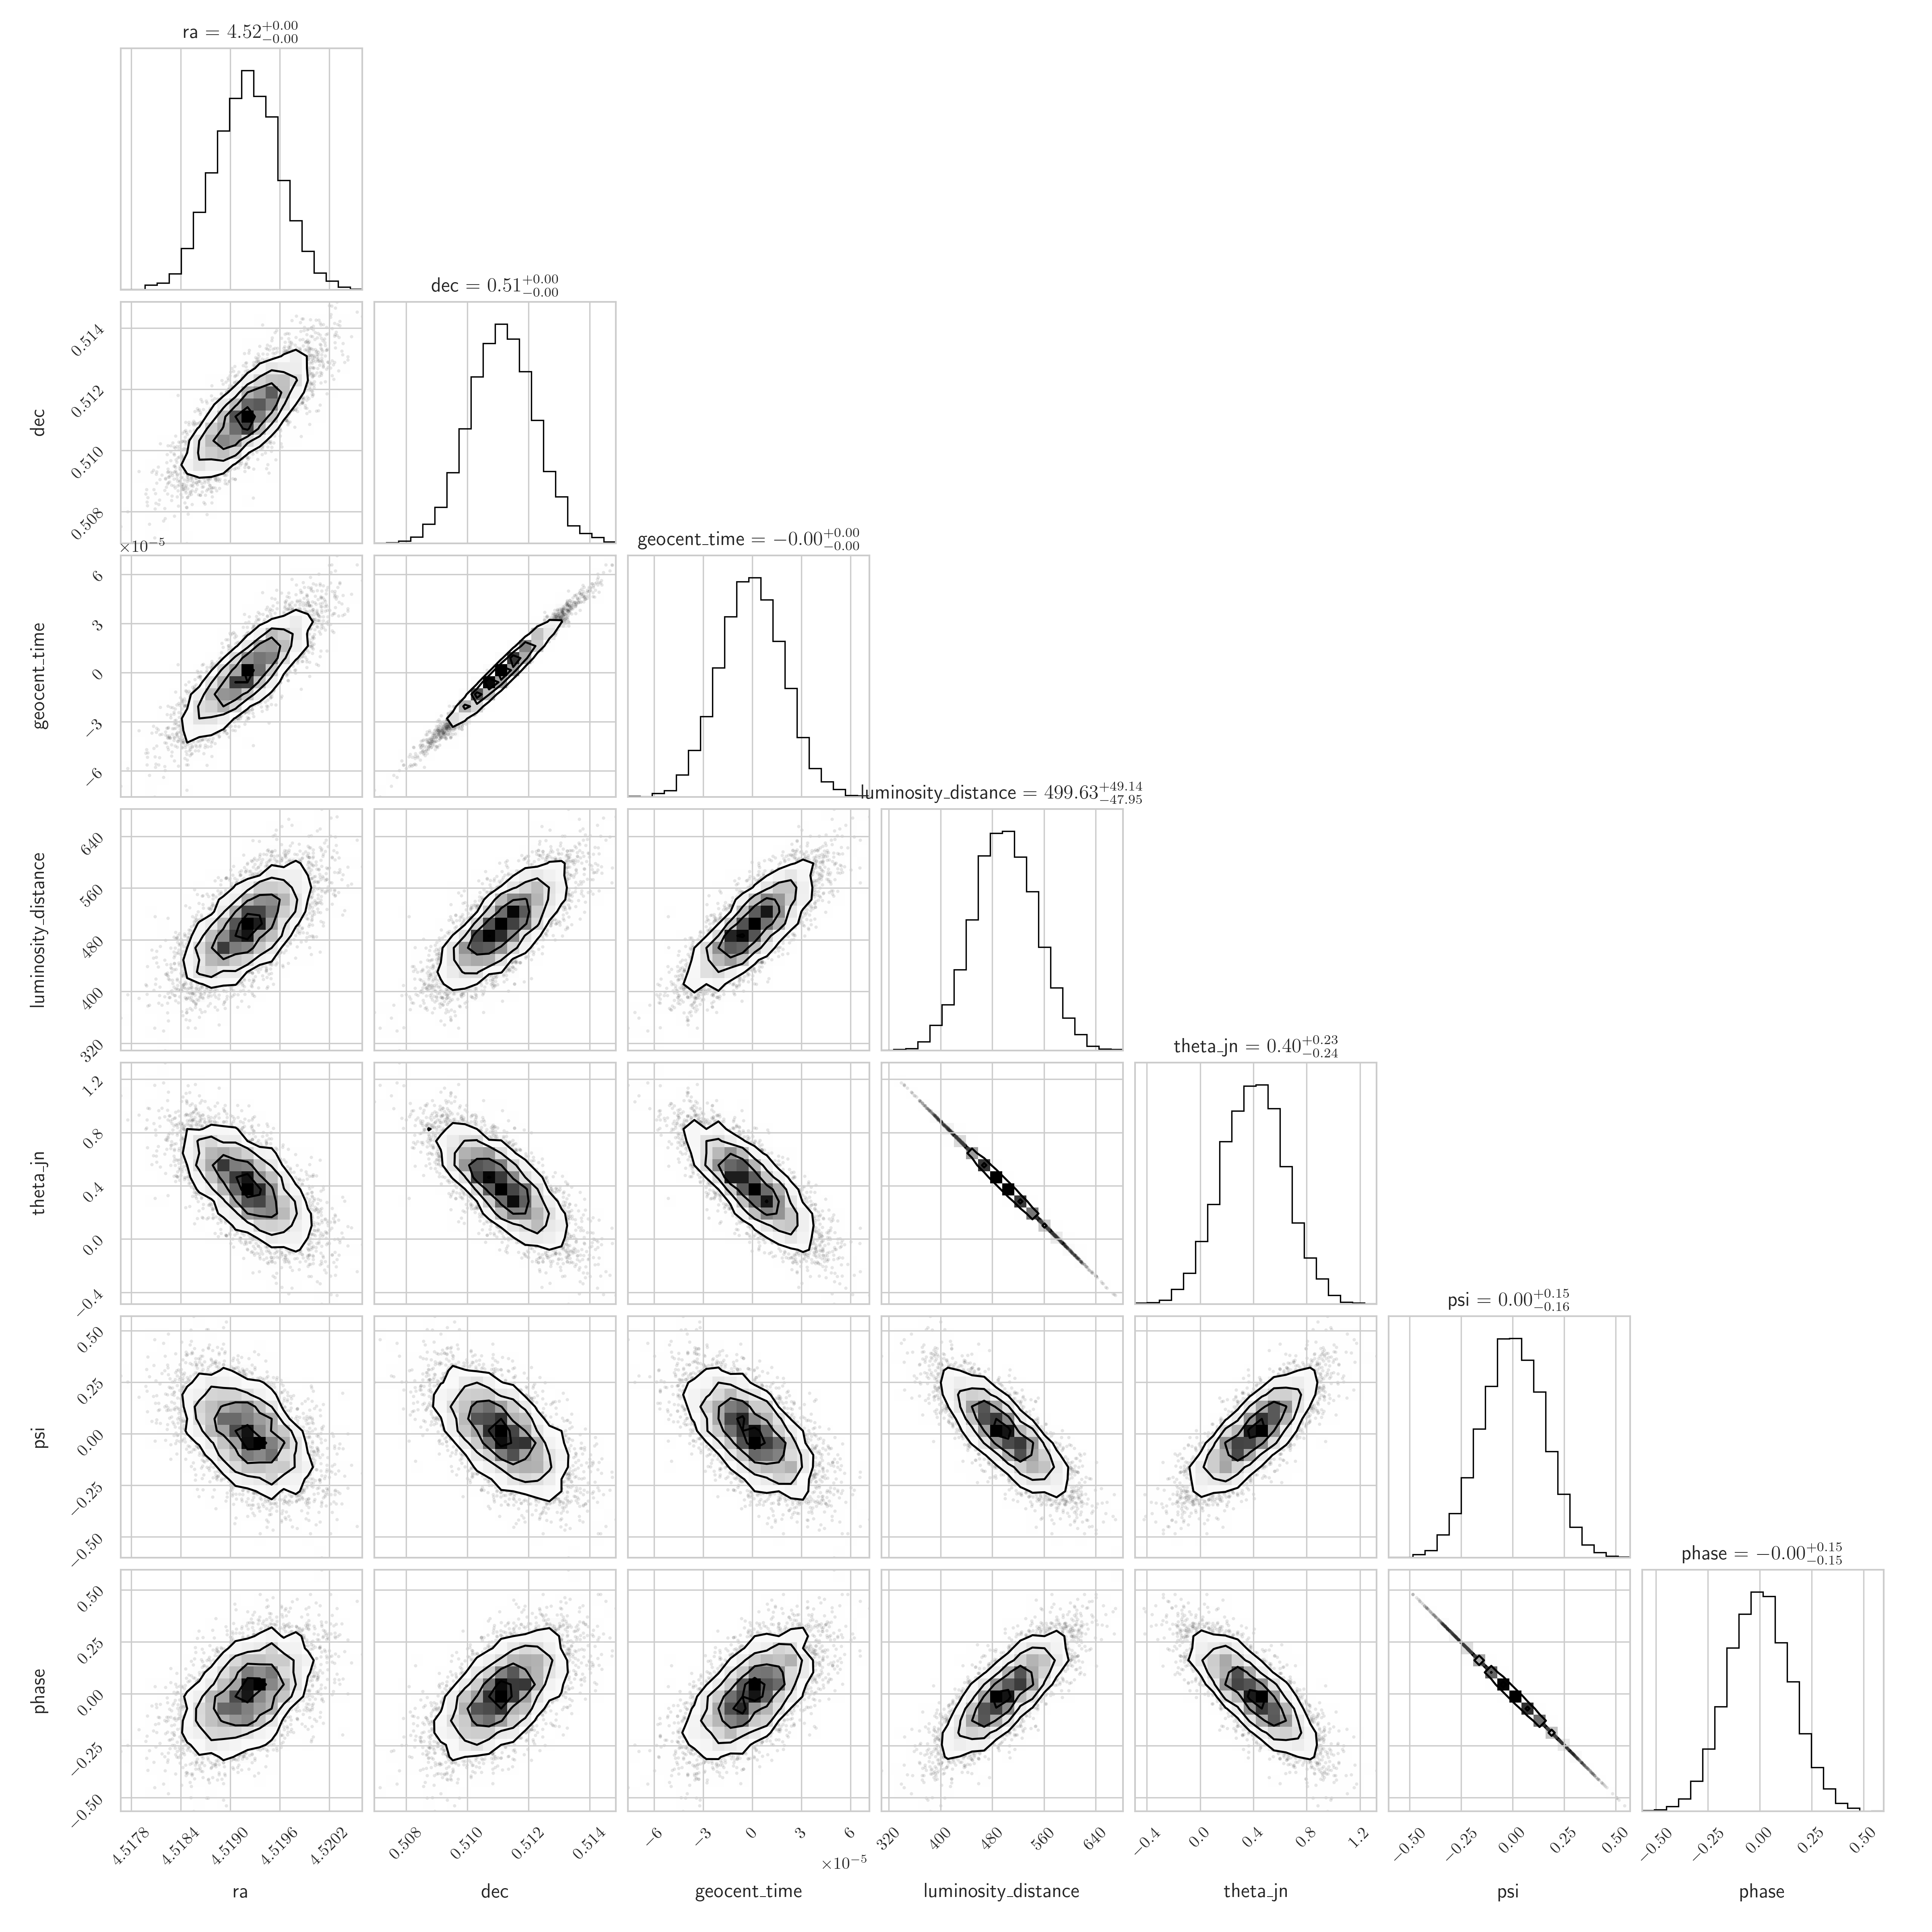 ra = 4.52+0.00−0.00
dec = 0.51+0.00−0.00
dec
0.514
0.512
0.510
0.508
geocent_time = −0.00+0.00−0.00
×10−5
geocent_time
6
3
0
−3
−6
luminosity_distance = 499.63+49.14−47.95
luminosity_distance
640
560
480
400
320
theta_jn = 0.40+0.23−0.24
theta_jn
1.2
0.8
0.4
0.0
−0.4
psi = 0.00+0.15−0.16
psi
0.50
0.25
0.00
−0.25
−0.50
phase = −0.00+0.15−0.15
phase
0.50
0.25
0.00
−0.25
−0.50
4.5178 4.5184 4.5190 4.5196 4.5202 0.508 0.510 0.512 0.514 −6 −3 0 3 6 320 400 480 560 640 −0.4 0.0 0.4 0.8 1.2 −0.50 −0.25 0.00 0.25 0.50 −0.50 −0.25 0.00 0.25 0.50
×10−5
ra dec geocent_time luminosity_distance theta_jn psi phase